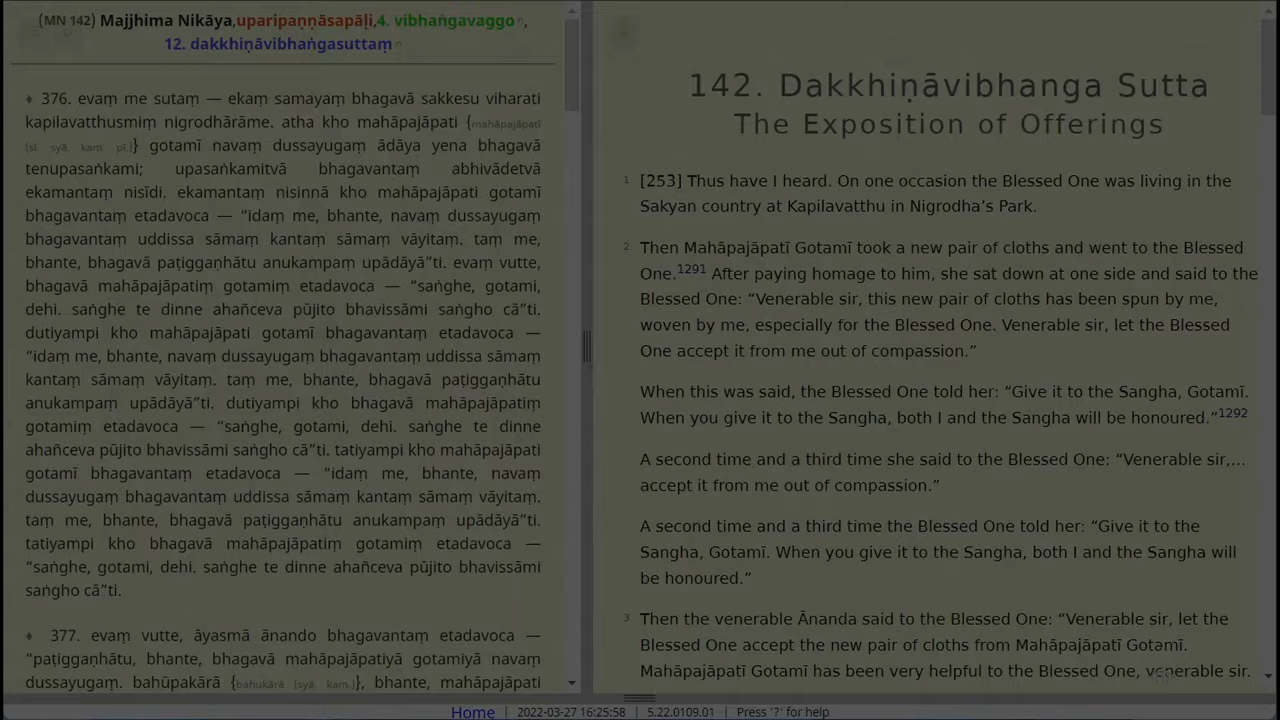 (MN 142) Majjhima Nikāya,uparipaṇṇāsapāḷi,4. vibhaṅgavaggo n,
12. dakkhiṇāvibhaṅgasuttaṃ n
♦ 376. evaṃ me sutaṃ — ekaṃ samayaṃ bhagavā sakkesu viharati
kapilavatthusmiṃ nigrodhārāme. atha kho mahāpajāpati {mahāpajāpatī
(sī. syā. kaṃ. pī.)} gotamī navaṃ dussayugaṃ ādāya yena bhagavā
tenupasaṅkami; upasaṅkamitvā bhagavantaṃ abhivādetvā
ekamantaṃ nisīdi. ekamantaṃ nisinnā kho mahāpajāpati gotamī
bhagavantaṃ etadavoca — “idaṃ me, bhante, navaṃ dussayugaṃ
bhagavantaṃ uddissa sāmaṃ kantaṃ sāmaṃ vāyitaṃ. taṃ me,
bhante, bhagavā paṭiggaṇhātu anukampaṃ upādāyā”ti. evaṃ vutte,
bhagavā mahāpajāpatiṃ gotamiṃ etadavoca — “saṅghe, gotami,
dehi. saṅghe te dinne ahañceva pūjito bhavissāmi saṅgho cā”ti.
dutiyampi kho mahāpajāpati gotamī bhagavantaṃ etadavoca —
“idaṃ me, bhante, navaṃ dussayugaṃ bhagavantaṃ uddissa sāmaṃ
kantaṃ sāmaṃ vāyitaṃ. taṃ me, bhante, bhagavā paṭiggaṇhātu
anukampaṃ upādāyā”ti. dutiyampi kho bhagavā mahāpajāpatiṃ
gotamiṃ etadavoca — “saṅghe, gotami, dehi. saṅghe te dinne
ahañceva pūjito bhavissāmi saṅgho cā”ti. tatiyampi kho mahāpajāpati
gotamī bhagavantaṃ etadavoca — “idaṃ me, bhante, navaṃ
dussayugaṃ bhagavantaṃ uddissa sāmaṃ kantaṃ sāmaṃ vāyitaṃ.
taṃ me, bhante, bhagavā paṭiggaṇhātu anukampaṃ upādāyā”ti.
tatiyampi kho bhagavā mahāpajāpatiṃ gotamiṃ etadavoca —
“saṅghe, gotami, dehi. saṅghe te dinne ahañceva pūjito bhavissāmi
saṅgho cā”ti.
♦ 377. evaṃ vutte, āyasmā ānando bhagavantaṃ etadavoca —
“paṭiggaṇhātu, bhante, bhagavā mahāpajāpatiyā gotamiyā navaṃ
dussayugaṃ. bahūpakārā {bahukārā (syā. kaṃ.)}, bhante, mahāpajāpati
142. Dakkhiṇāvibhanga Sutta
The Exposition of Offerings
1 [253] Thus have I heard. On one occasion the Blessed One was living in the
Sakyan country at Kapilavatthu in Nigrodha’s Park.
2 Then Mahāpajāpatī Gotamī took a new pair of cloths and went to the Blessed
One.1291 After paying homage to him, she sat down at one side and said to the
Blessed One: “Venerable sir, this new pair of cloths has been spun by me,
woven by me, especially for the Blessed One. Venerable sir, let the Blessed
One accept it from me out of compassion.”
When this was said, the Blessed One told her: “Give it to the Sangha, Gotamī.
When you give it to the Sangha, both I and the Sangha will be honoured.”1292
A second time and a third time she said to the Blessed One: “Venerable sir,…
accept it from me out of compassion.”
A second time and a third time the Blessed One told her: “Give it to the
Sangha, Gotamī. When you give it to the Sangha, both I and the Sangha will
be honoured.”
3 Then the venerable Ānanda said to the Blessed One: “Venerable sir, let the
Blessed One accept the new pair of cloths from Mahāpajāpatī Gotamī.
Mahāpajāpatī Gotamī has been very helpful to the Blessed One, venerable sir.
Home | 2022-03-27 16:25:58 | 5.22.0109.01 | Press '?' for help